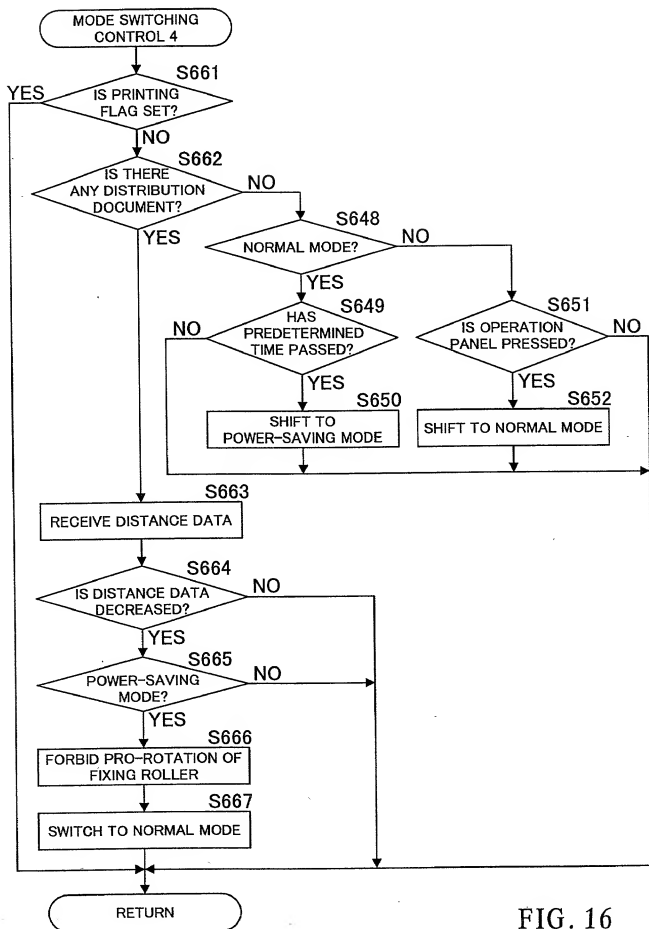 MODE SWITCHING
CONTROL 4
S661
YES
IS PRINTING
FLAG SET?
NO
S662
IS THERE
ANY DISTRIBUTION
DOCUMENT?
NO
YES
S648
NORMAL MODE?
NO
YES
S649
NO
HAS
PREDETERMINED
TIME PASSED?
YES
S651
IS OPERATION
PANEL PRESSED?
NO
YES
S650
SHIFT TO
POWER-SAVING MODE
S652
SHIFT TO NORMAL MODE
S663
RECEIVE DISTANCE DATA
S664
IS DISTANCE DATA
DECREASED?
NO
YES
S665
POWER-SAVING
MODE?
NO
YES
S666
FORBID PRO-ROTATION OF
FIXING ROLLER
S667
SWITCH TO NORMAL MODE
RETURN
FIG. 16